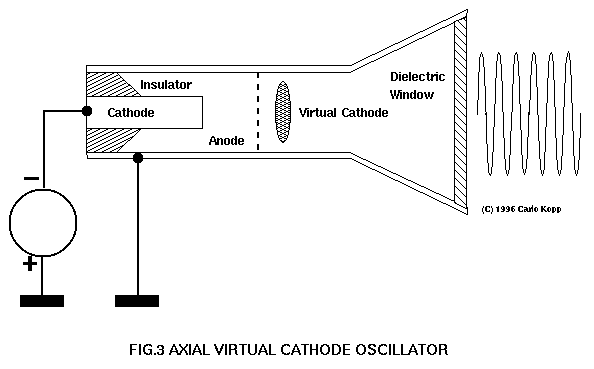 Insulator
Cathode
Anode
Virtual Cathode
Dielectric
Window
−
+
(C) 1996 Carlo Kopp
FIG.3 AXIAL VIRTUAL CATHODE OSCILLATOR